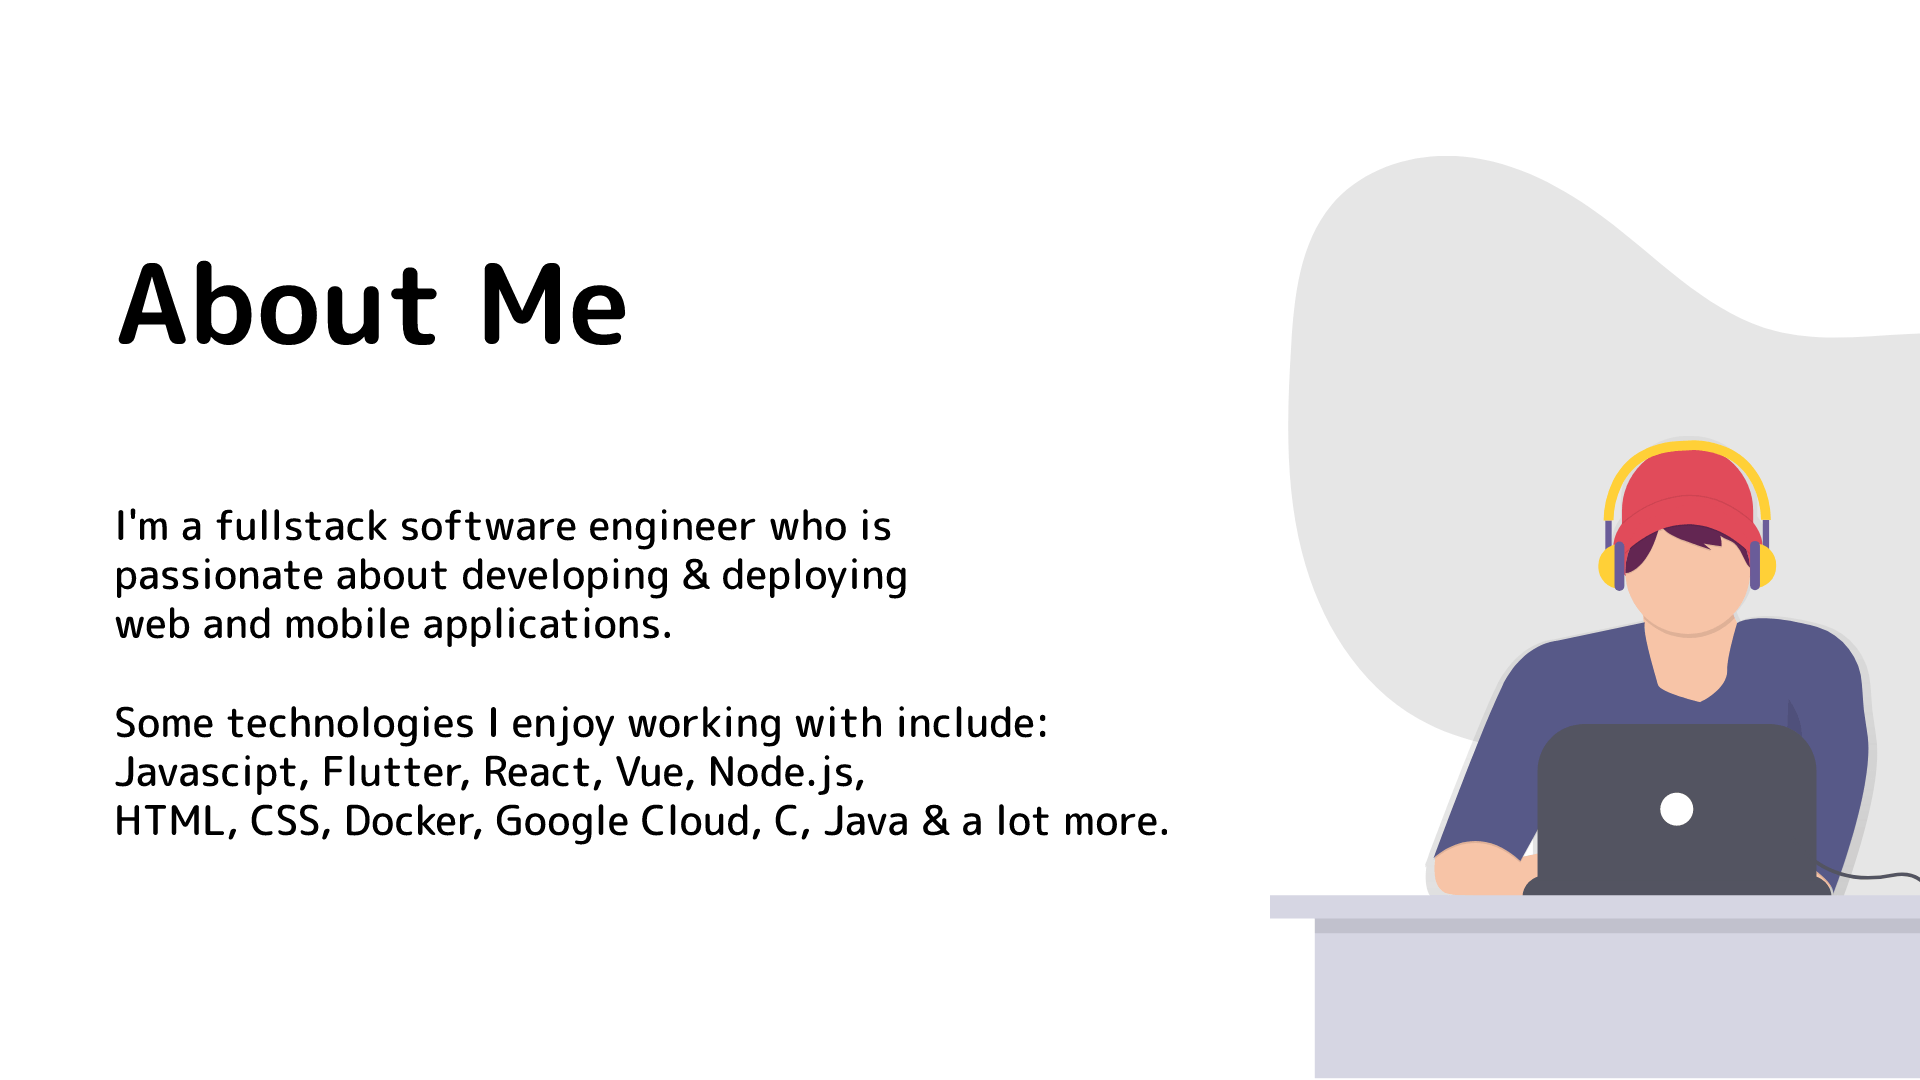 About Me
I'm a fullstack software engineer who is
passionate about developing & deploying
web and mobile applications.
Some technologies I enjoy working with include:
Javascipt, Flutter, React, Vue, Node.js,
HTML, CSS, Docker, Google Cloud, C, Java & a lot more.